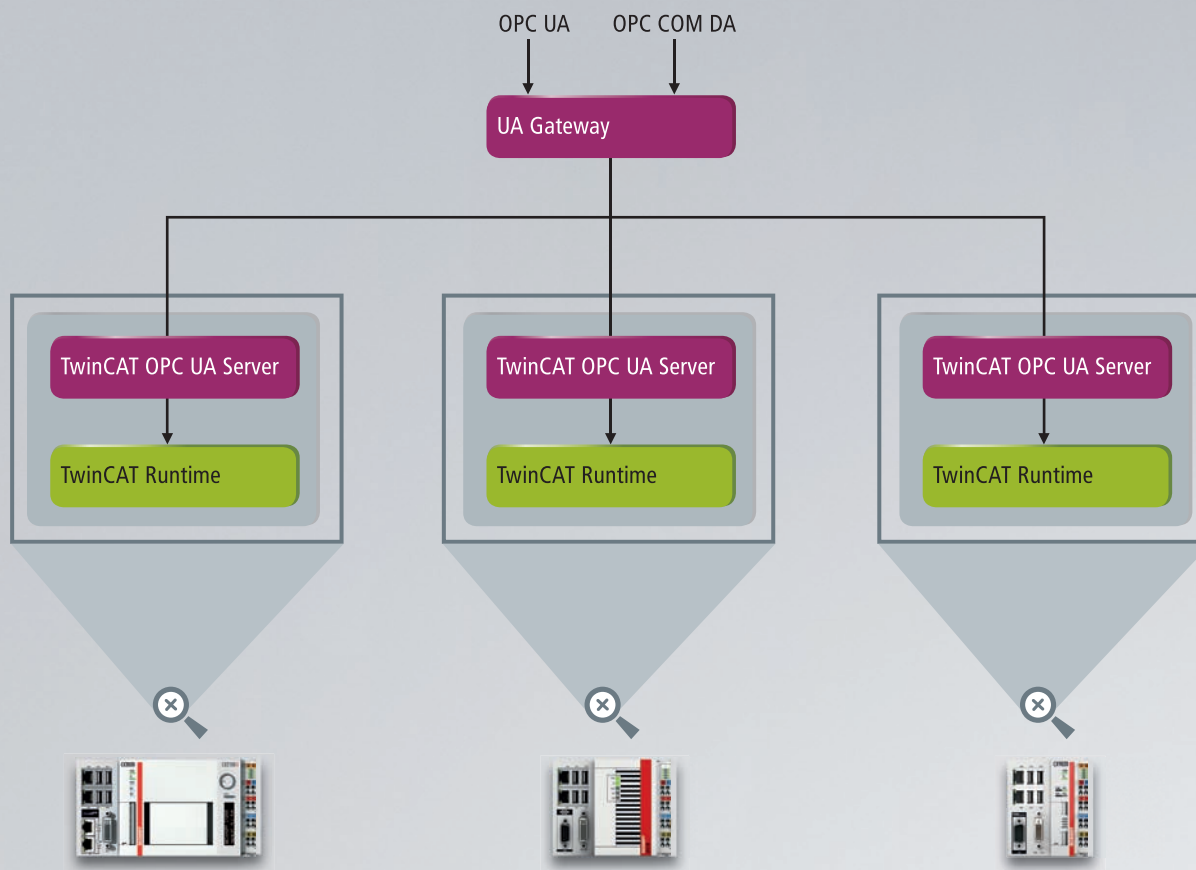 OPC UA OPC COM DA
UA Gateway
TwinCAT OPC UA Server TwinCAT OPC UA Server TwinCAT OPC UA Server
TwinCAT Runtime TwinCAT Runtime TwinCAT Runtime